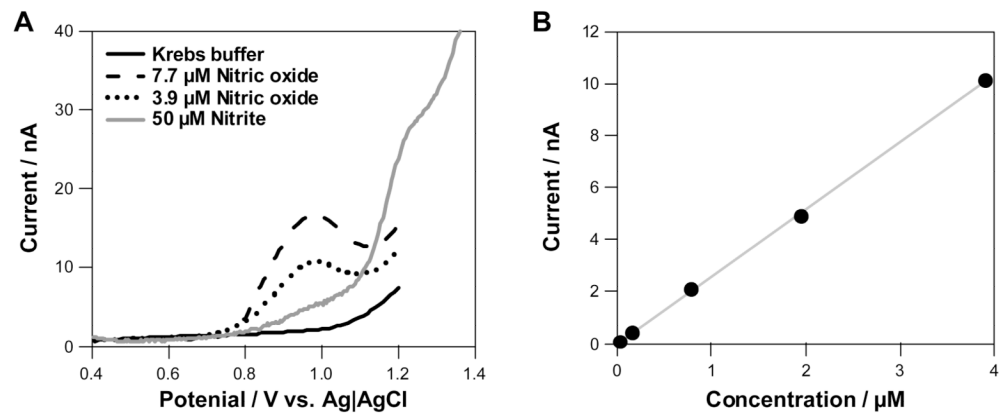 A
40
30
20
10
0
Current / nA
Krebs buffer
7.7 µM Nitric oxide
3.9 µM Nitric oxide
50 µM Nitrite
0.4 0.6 0.8 1.0 1.2 1.4
Potenial / V vs. Ag|AgCl
B
12
10
8
6
4
2
0
Current / nA
0 1 2 3 4
Concentration / µM